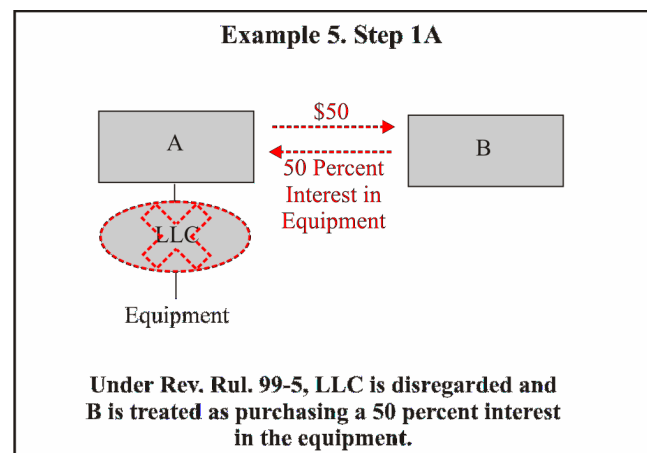 Example 5. Step 1A
$50
A
B
50 Percent
Interest in
Equipment
LLC
Equipment
Under Rev. Rul. 99-5, LLC is disregarded and
B is treated as purchasing a 50 percent interest
in the equipment.